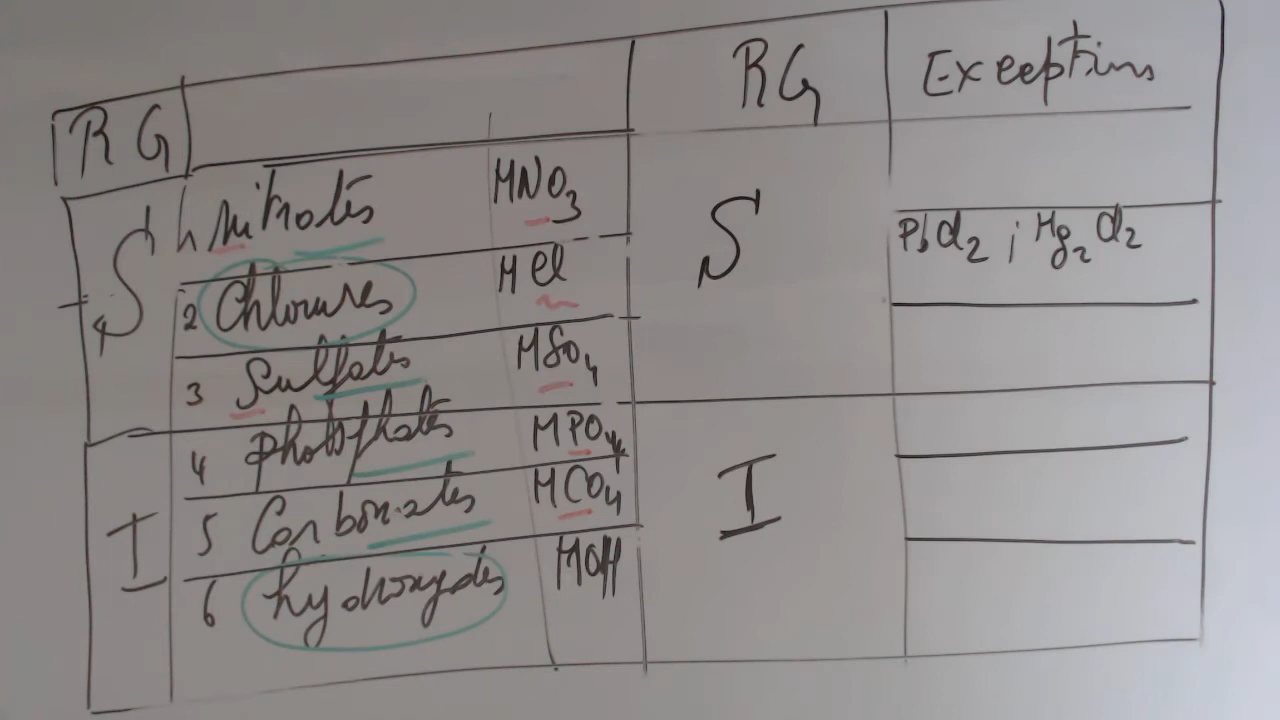 RG RG Exceptions
S 1 nitrates MNO3 S
2 Chlorures MCl PbCl2 ; Hg2Cl2
3 Sulfates MSO4
I 4 phosphates MPO4 I
5 Carbonates MCO4
6 hydroxydes MOH